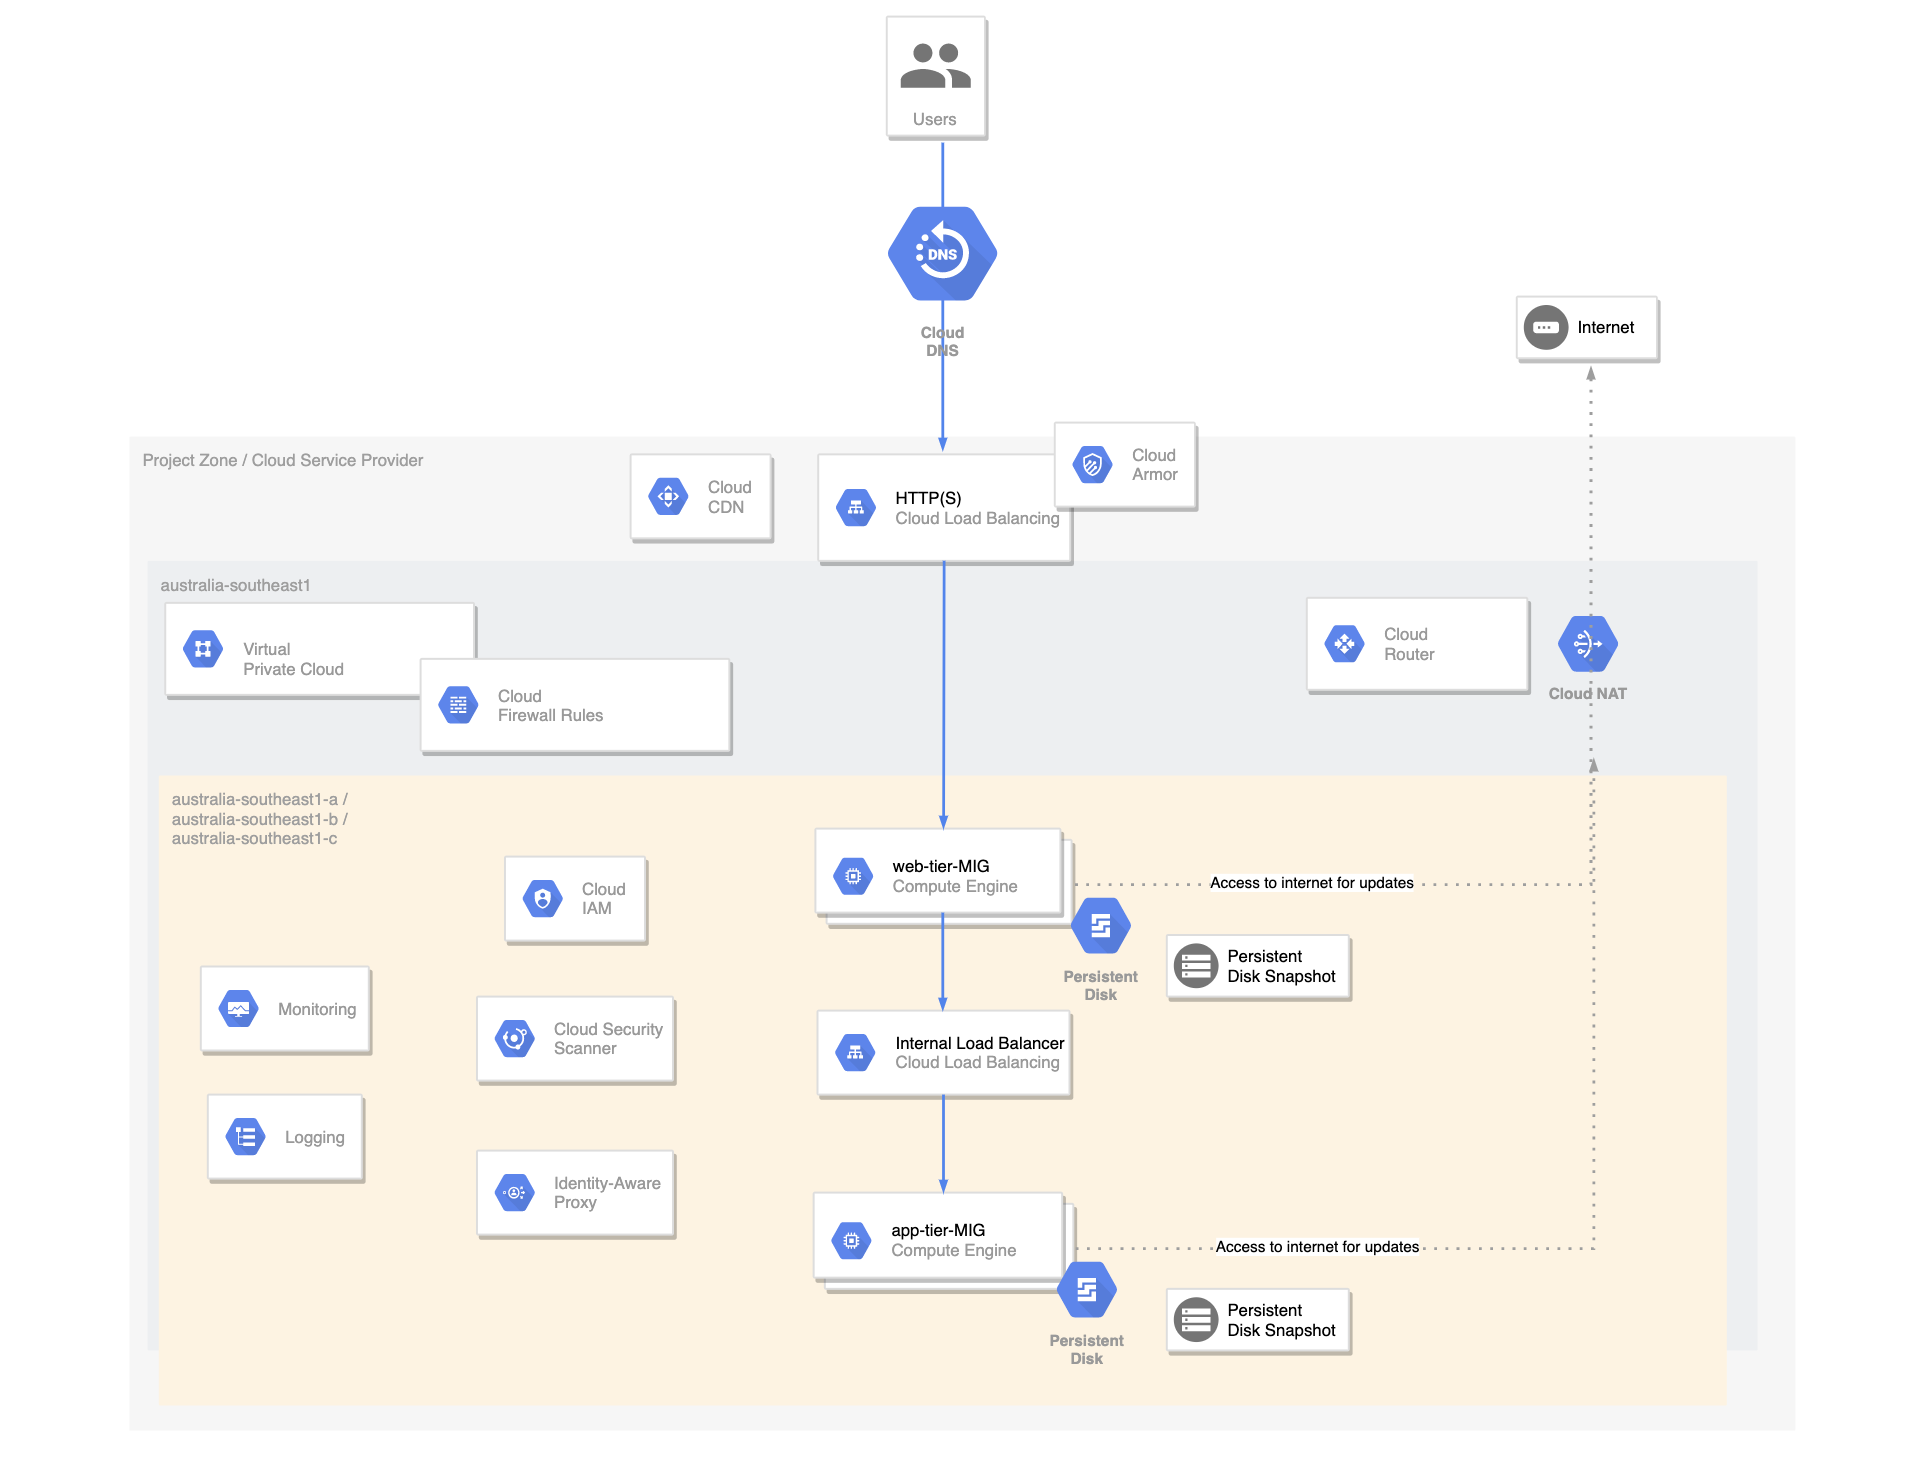 Users
DNS
Cloud
DNS
Internet
Project Zone / Cloud Service Provider
Cloud
CDN
HTTP(S)
Cloud Load Balancing
Cloud
Armor
australia-southeast1
Virtual
Private Cloud
Cloud
Firewall Rules
Cloud
Router
Cloud NAT
australia-southeast1-a /
australia-southeast1-b /
australia-southeast1-c
Cloud
IAM
web-tier-MIG
Compute Engine
Access to internet for updates
Persistent
Disk
Persistent
Disk Snapshot
Monitoring
Cloud Security
Scanner
Internal Load Balancer
Cloud Load Balancing
Logging
Identity-Aware
Proxy
app-tier-MIG
Compute Engine
Access to internet for updates
Persistent
Disk
Persistent
Disk Snapshot